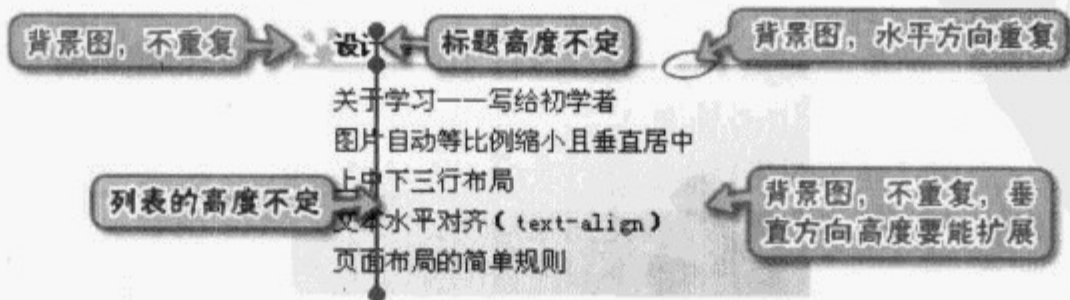 背景图，不重复
设计
标题高度不定
背景图，水平方向重复
关于学习——写给初学者
图片自动等比例缩小且垂直居中
上中下三行布局
列表的高度不定
文本水平对齐（text-align）
背景图，不重复，垂
直方向高度要能扩展
页面布局的简单规则